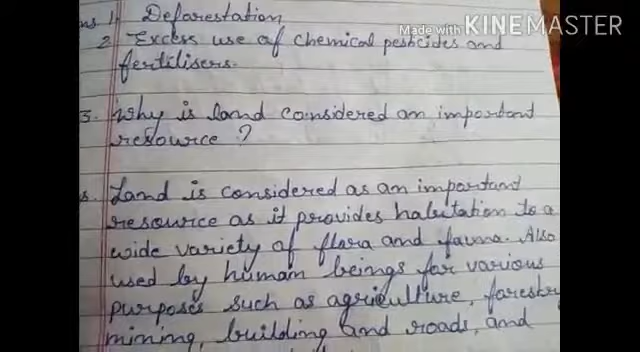 Made with KINEMASTER
ns 1. Deforestation
2. Excess use of chemical pesticides and
fertilisers.
3. Why is land considered an important
resource ?
s. Land is considered as an important
resource as it provides habitation to a
wide variety of flora and fauna. Also
used by human beings for various
purposes such as agriculture, forestry
mining, building and roads, and